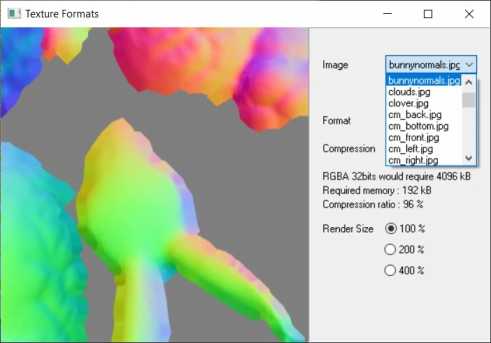 Texture Formats
Image
bunnynormals.jpg
bunnynormals.jpg
clouds.jpg
clover.jpg
cm_back.jpg
cm_bottom.jpg
Format
cm_front.jpg
Compression
cm_left.jpg
cm_right.jpg
RGBA 32bits would require 4096 kB
Required memory : 192 kB
Compression ratio : 96 %
Render Size
100 %
200 %
400 %